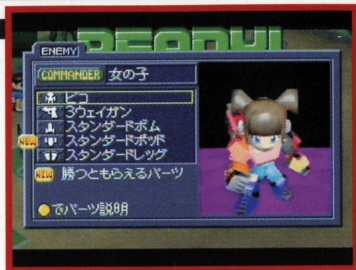 READY!
ENEMY
COMMANDER 女の子
ピコ
3ウェイガン
スタンダードボム
NEW スタンダードポッド
スタンダードレッグ
NEW 勝つともらえるパーツ
でパーツ説明